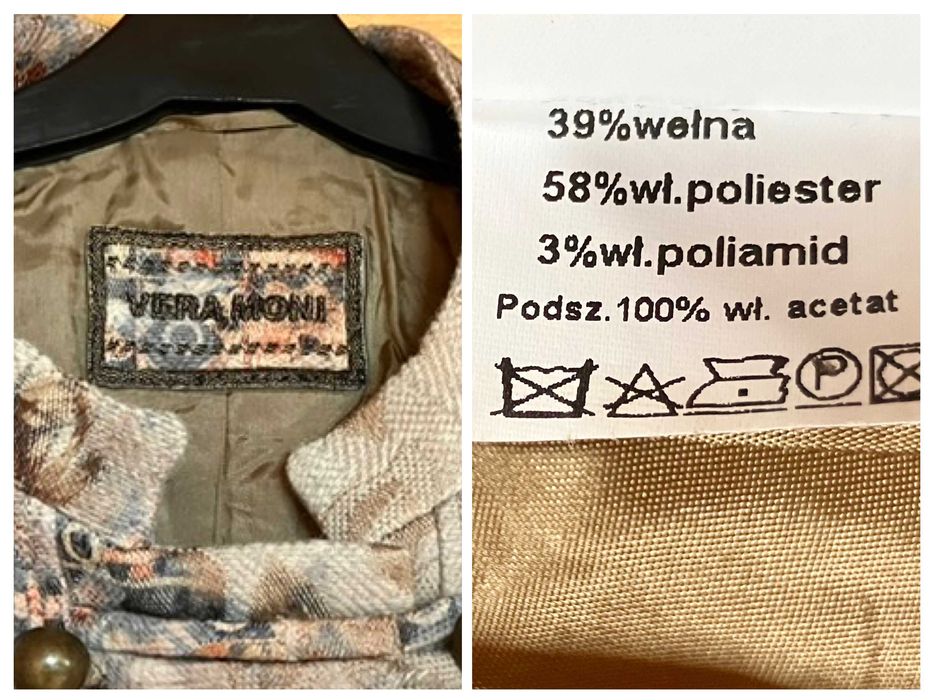 VERA MONI
39%wełna
58%wł.poliester
3%wł.poliamid
Podsz.100% wł. acetat
P